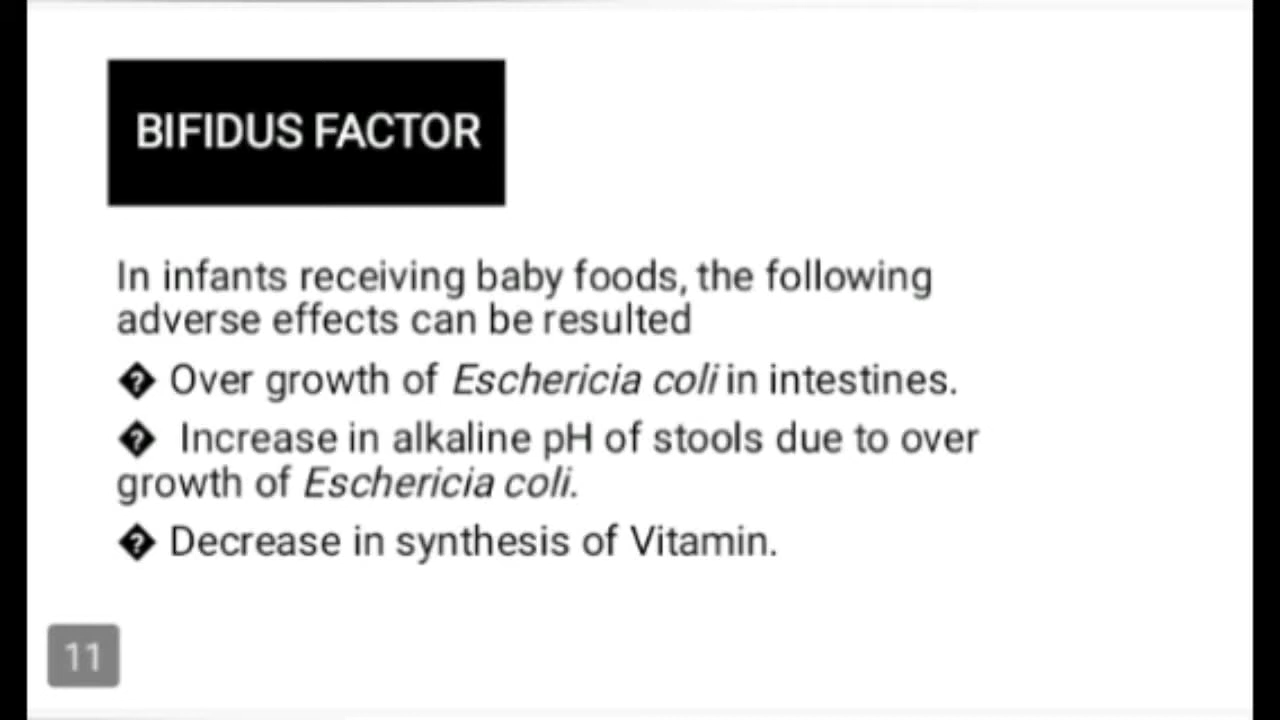 BIFIDUS FACTOR
In infants receiving baby foods, the following
adverse effects can be resulted
� Over growth of Eschericia coli in intestines.
� Increase in alkaline pH of stools due to over
growth of Eschericia coli.
� Decrease in synthesis of Vitamin.
11